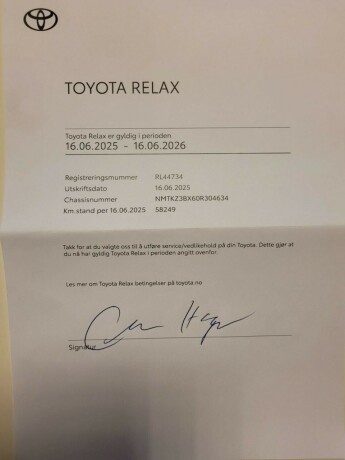 TOYOTA RELAX
Toyota Relax er gyldig i perioden
16.06.2025 - 16.06.2026
Registreringsnummer RL44734
Utskriftsdato 16.06.2025
Chassisnummer NMTKZ3BX60R304634
Km stand per 16.06.2025 58249
Takk for at du valgte oss til å utføre service/vedlikehold på din Toyota. Dette gjør at
du nå har gyldig Toyota Relax i perioden angitt ovenfor.
Les mer om Toyota Relax betingelser på toyota.no
Signatur